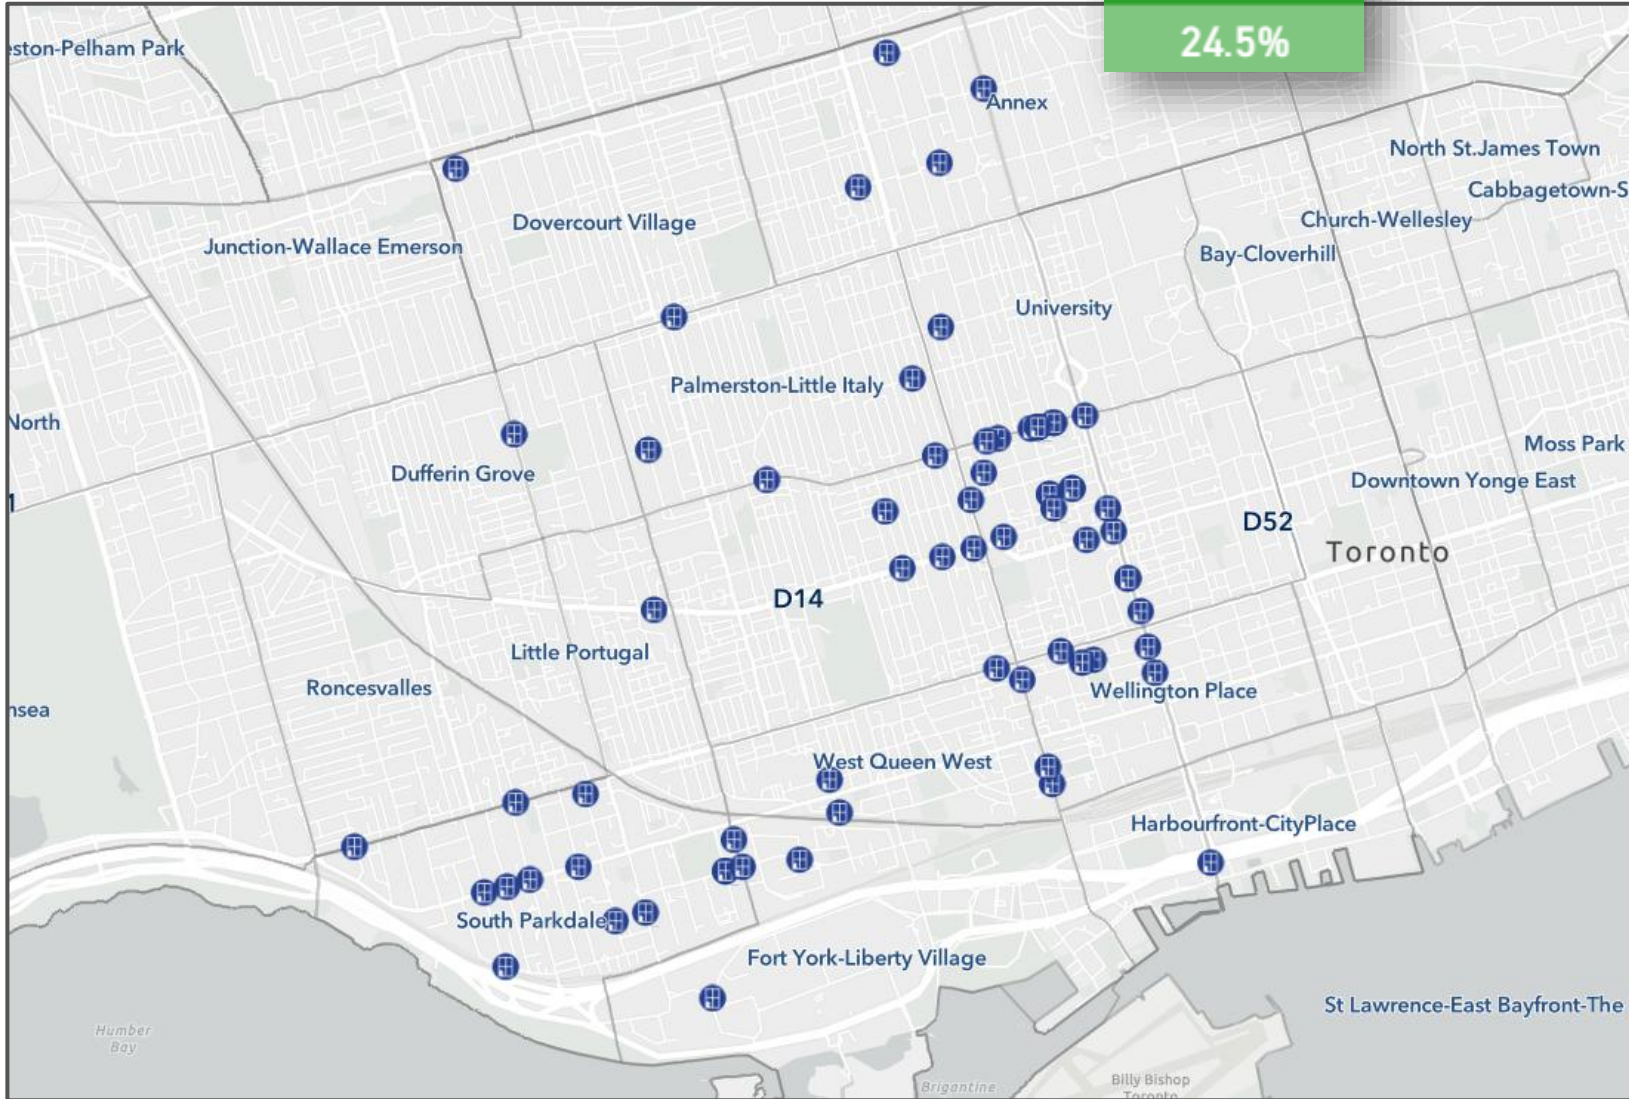 24.5%
eston-Pelham Park
Annex
North St.James Town
Cabbagetown-S
Church-Wellesley
Dovercourt Village
Junction-Wallace Emerson
Bay-Cloverhill
University
Palmerston-Little Italy
North
Moss Park
Dufferin Grove
Downtown Yonge East
1
D52
Toronto
D14
Little Portugal
Roncesvalles
Wellington Place
nsea
West Queen West
Harbourfront-CityPlace
South Parkdale
Fort York-Liberty Village
St Lawrence-East Bayfront-The
Humber
Bay
Billy Bishop
Toronto
Brigantine